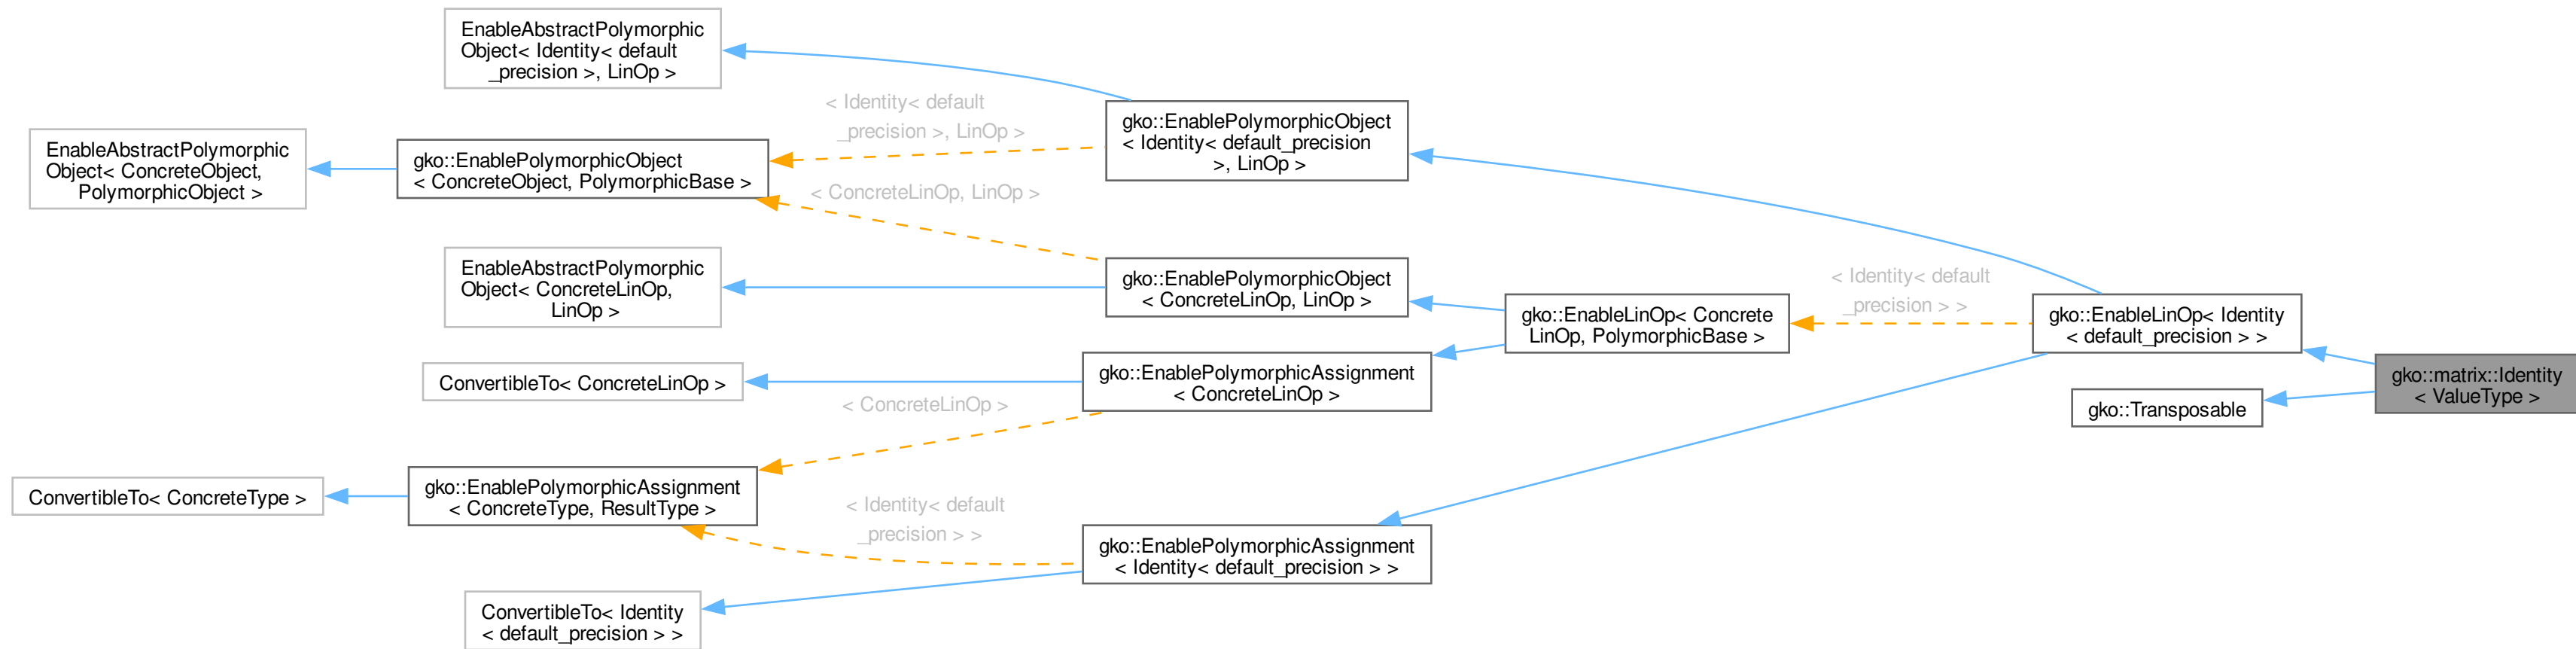 EnableAbstractPolymorphic
Object< Identity< default
_precision >, LinOp >
< Identity< default
_precision >, LinOp >
gko::EnablePolymorphicObject
< Identity< default_precision
>, LinOp >
EnableAbstractPolymorphic
Object< ConcreteObject,
PolymorphicObject >
gko::EnablePolymorphicObject
< ConcreteObject, PolymorphicBase >
< ConcreteLinOp, LinOp >
EnableAbstractPolymorphic
Object< ConcreteLinOp,
LinOp >
gko::EnablePolymorphicObject
< ConcreteLinOp, LinOp >
gko::EnableLinOp< Concrete
LinOp, PolymorphicBase >
< Identity< default
_precision > >
gko::EnableLinOp< Identity
< default_precision > >
gko::matrix::Identity
< ValueType >
gko::Transposable
ConvertibleTo< ConcreteLinOp >
gko::EnablePolymorphicAssignment
< ConcreteLinOp >
< ConcreteLinOp >
ConvertibleTo< ConcreteType >
gko::EnablePolymorphicAssignment
< ConcreteType, ResultType >
< Identity< default
_precision > >
gko::EnablePolymorphicAssignment
< Identity< default_precision > >
ConvertibleTo< Identity
< default_precision > >